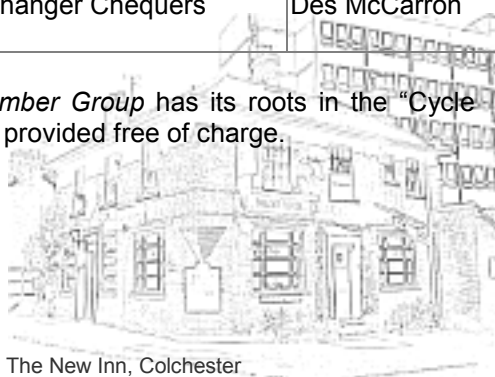 hanger Chequers Des McCarron
mber Group has its roots in the “Cycle
provided free of charge.
The New Inn, Colchester